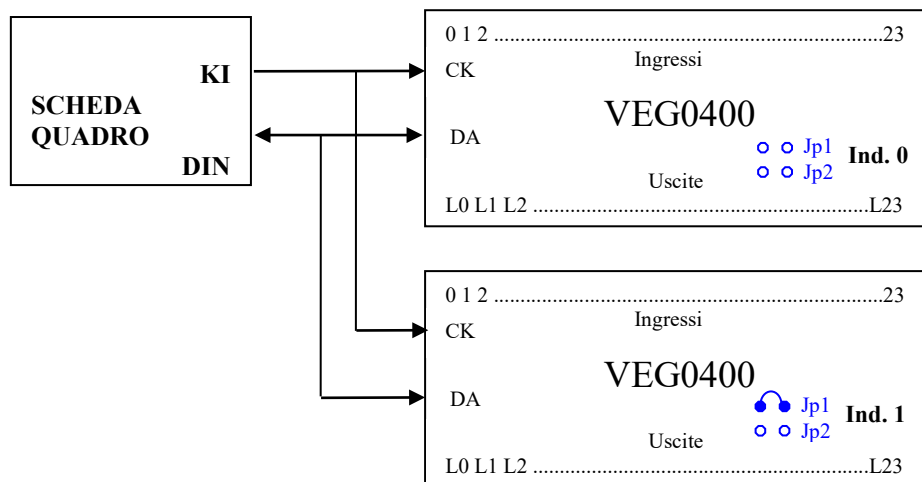 KI
SCHEDA
QUADRO
DIN
0 1 2 ...................................................................................23
Ingressi
CK
VEG0400
DA
Jp1
Ind. 0
Jp2
Uscite
L0 L1 L2 ...........................................................................L23
0 1 2 ...................................................................................23
Ingressi
CK
VEG0400
DA
Jp1
Ind. 1
Jp2
Uscite
L0 L1 L2 ...........................................................................L23